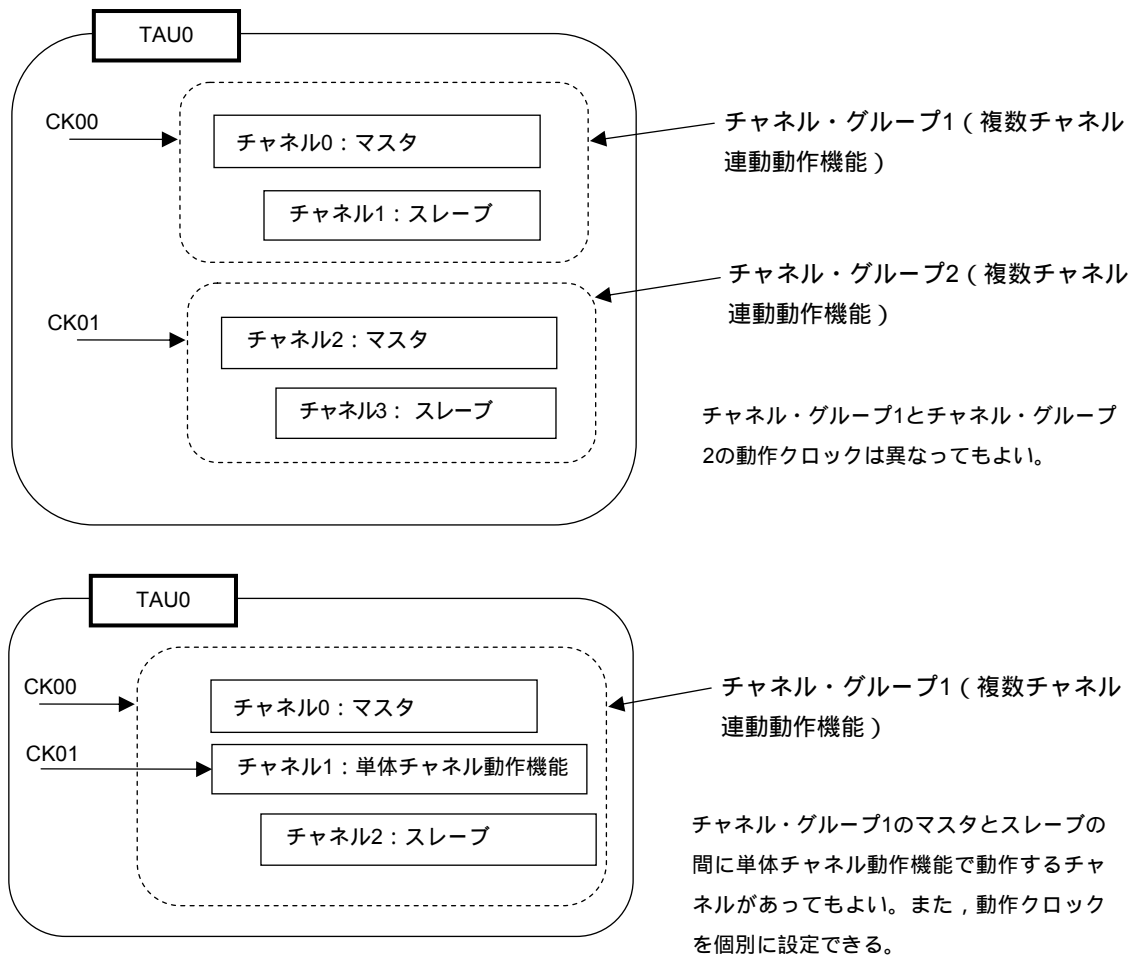 TAU0
CK00
チャネル0：マスタ
チャネル1：スレーブ
チャネル・グループ1（複数チャネル
連動動作機能）
CK01
チャネル2：マスタ
チャネル3： スレーブ
チャネル・グループ2（複数チャネル
連動動作機能）
チャネル・グループ1とチャネル・グループ
2の動作クロックは異なってもよい。
TAU0
CK00
チャネル0：マスタ
CK01
チャネル1：単体チャネル動作機能
チャネル2：スレーブ
チャネル・グループ1（複数チャネル
連動動作機能）
チャネル・グループ1のマスタとスレーブの
間に単体チャネル動作機能で動作するチャ
ネルがあってもよい。また，動作クロック
を個別に設定できる。